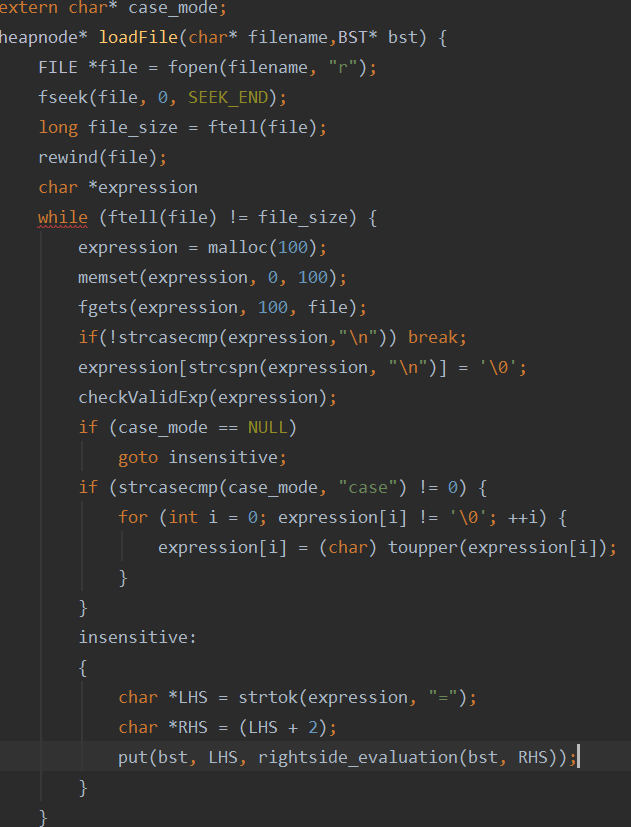 extern char* case_mode;
heapnode* loadFile(char* filename,BST* bst) {
    FILE *file = fopen(filename, "r");
    fseek(file, 0, SEEK_END);
    long file_size = ftell(file);
    rewind(file);
    char *expression
    while (ftell(file) != file_size) {
        expression = malloc(100);
        memset(expression, 0, 100);
        fgets(expression, 100, file);
        if(!strcasecmp(expression,"\n")) break;
        expression[strcspn(expression, "\n")] = '\0';
        checkValidExp(expression);
        if (case_mode == NULL)
            goto insensitive;
        if (strcasecmp(case_mode, "case") != 0) {
            for (int i = 0; expression[i] != '\0'; ++i) {
                expression[i] = (char) toupper(expression[i]);
            }
        }
        insensitive:
        {
            char *LHS = strtok(expression, "=");
            char *RHS = (LHS + 2);
            put(bst, LHS, rightside_evaluation(bst, RHS));
        }
    }